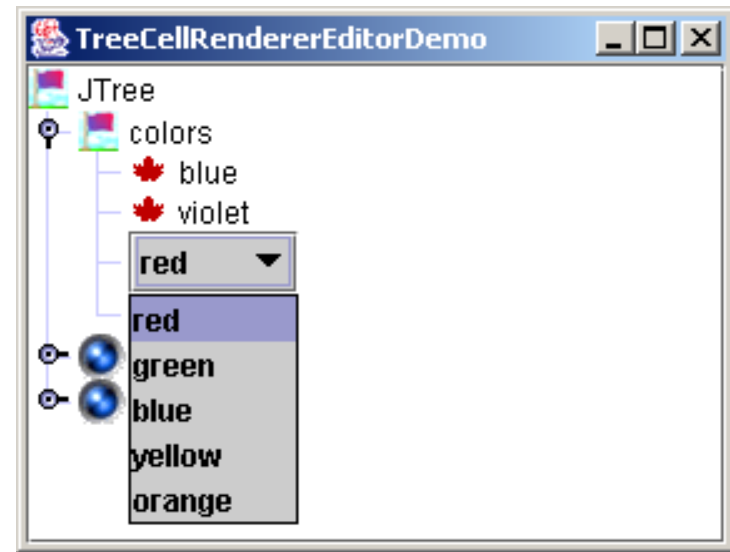 TreeCellRendererEditorDemo
JTree
colors
blue
violet
red
red
green
blue
yellow
orange